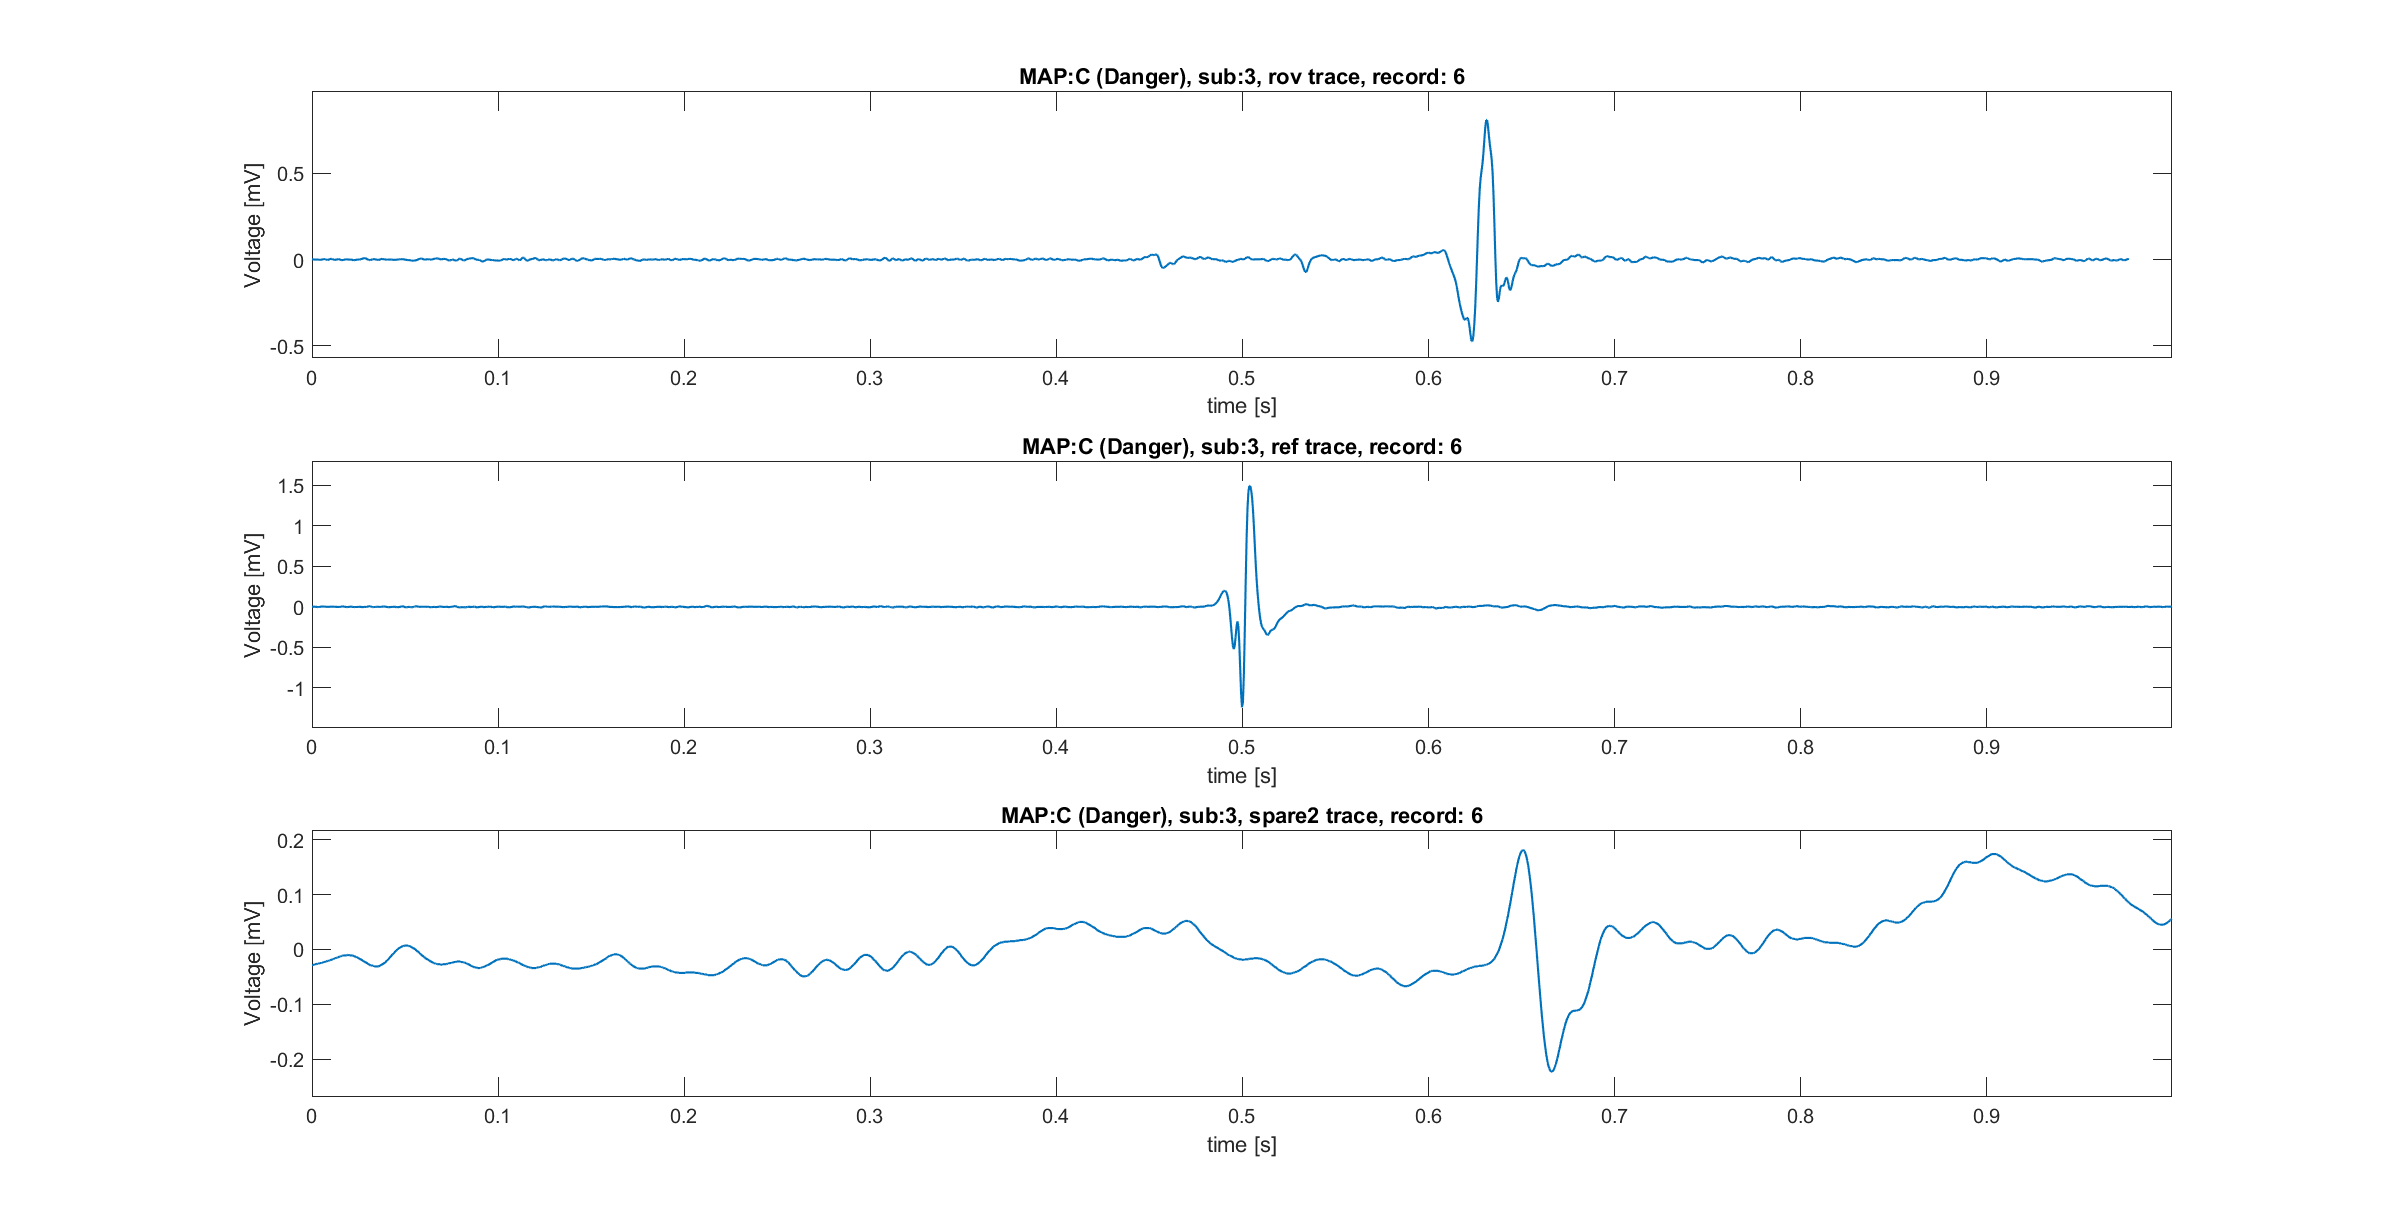 MAP:C (Danger), sub:3, rov trace, record: 6
Voltage [mV]
0.5
0
-0.5
0 0.1 0.2 0.3 0.4 0.5 0.6 0.7 0.8 0.9
time [s]
MAP:C (Danger), sub:3, ref trace, record: 6
Voltage [mV]
1.5
1
0.5
0
-0.5
-1
0 0.1 0.2 0.3 0.4 0.5 0.6 0.7 0.8 0.9
time [s]
MAP:C (Danger), sub:3, spare2 trace, record: 6
Voltage [mV]
0.2
0.1
0
-0.1
-0.2
0 0.1 0.2 0.3 0.4 0.5 0.6 0.7 0.8 0.9
time [s]